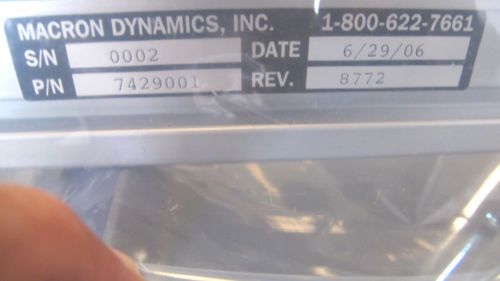 MACRON DYNAMICS, INC. 1-800-622-7661
S/N 0002 DATE 6/29/06
P/N 7429001 REV. 8772